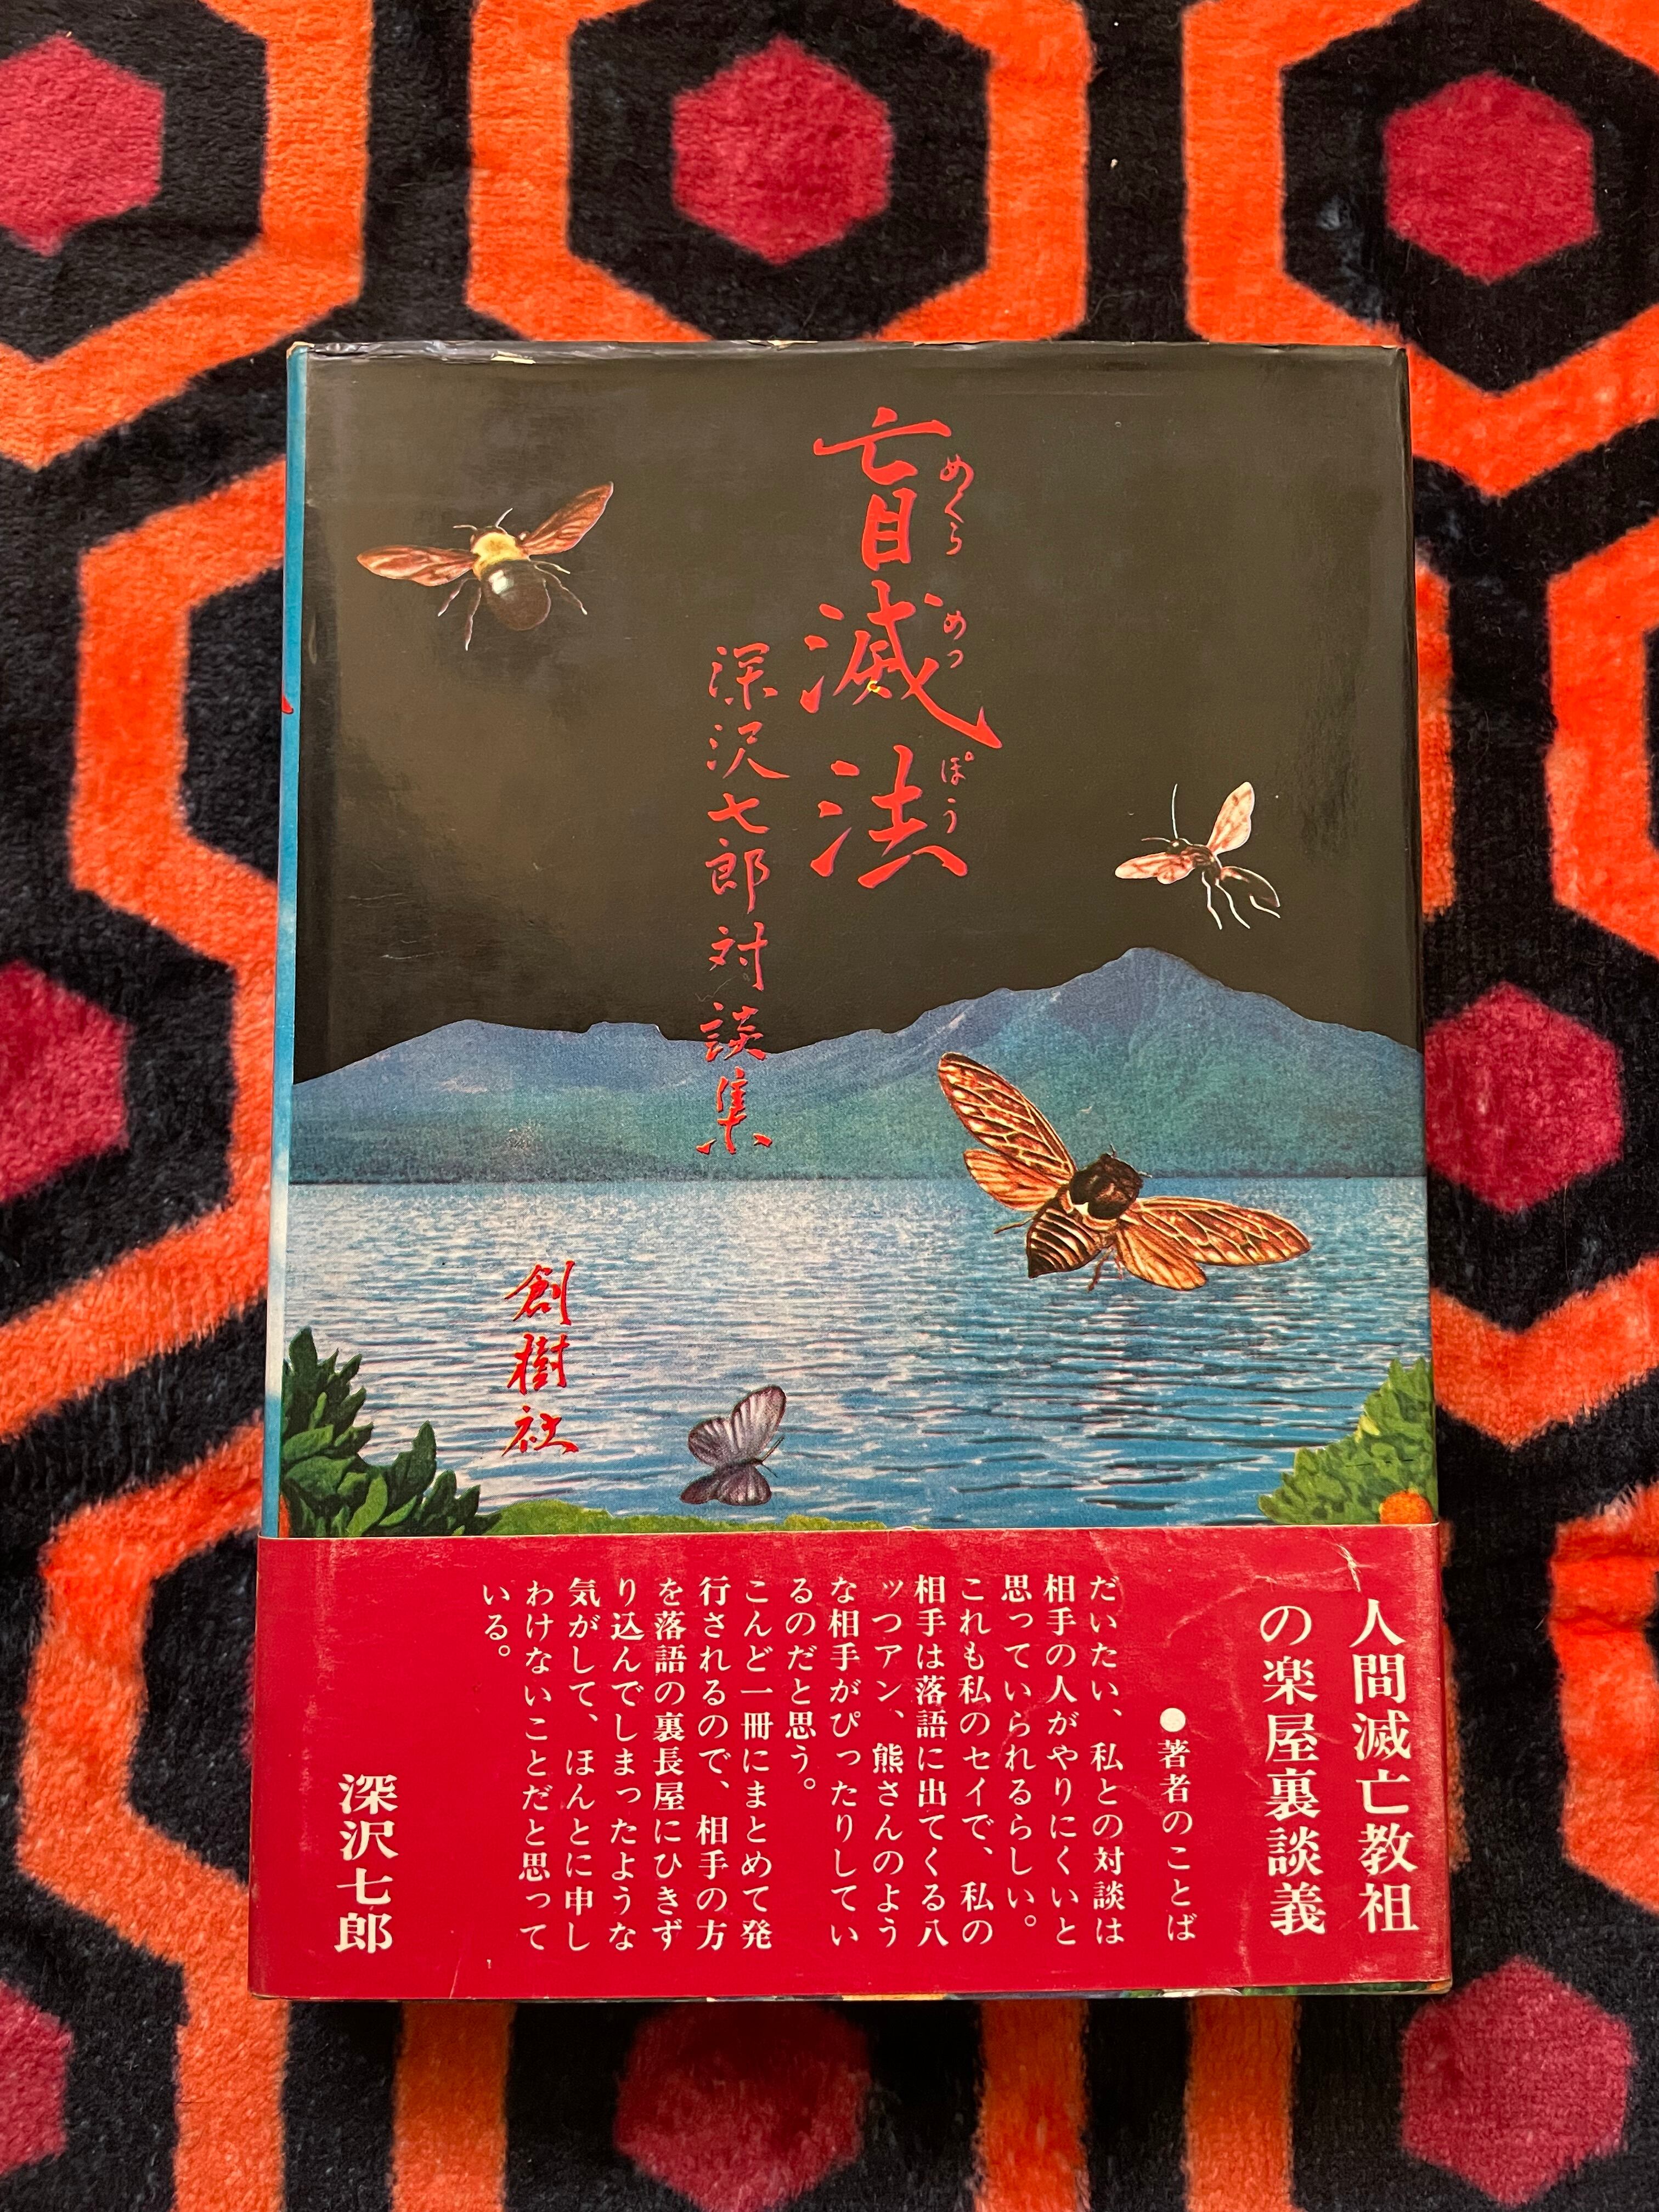 盲滅法
めくらめっぽう
深沢七郎対談集
創樹社
人間滅亡教祖
の楽屋裏談義
●著者のことば
だいたい、私との対談は
相手の人がやりにくいと
思っていられるらしい。
これも私のセイで、私の
相手は落語に出てくる八
ッつアン、熊さんのよう
な相手がぴったりしてい
るのだと思う。
こんど一冊にまとめて発
行されるので、相手の方
を落語の裏長屋にひきず
り込んでしまったような
気がして、ほんとに申し
わけないことだと思って
いる。
深沢七郎